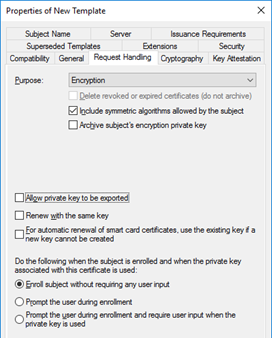 Properties of New Template
Subject Name Server Issuance Requirements
Superseded Templates Extensions Security
Compatibility General Request Handling Cryptography Key Attestation
Purpose: Encryption
Delete revoked or expired certificates (do not archive)
Include symmetric algorithms allowed by the subject
Archive subject's encryption private key
Allow private key to be exported
Renew with the same key
For automatic renewal of smart card certificates, use the existing key if a
new key cannot be created
Do the following when the subject is enrolled and when the private key
associated with this certificate is used:
Enroll subject without requiring any user input
Prompt the user during enrollment
Prompt the user during enrollment and require user input when the
private key is used